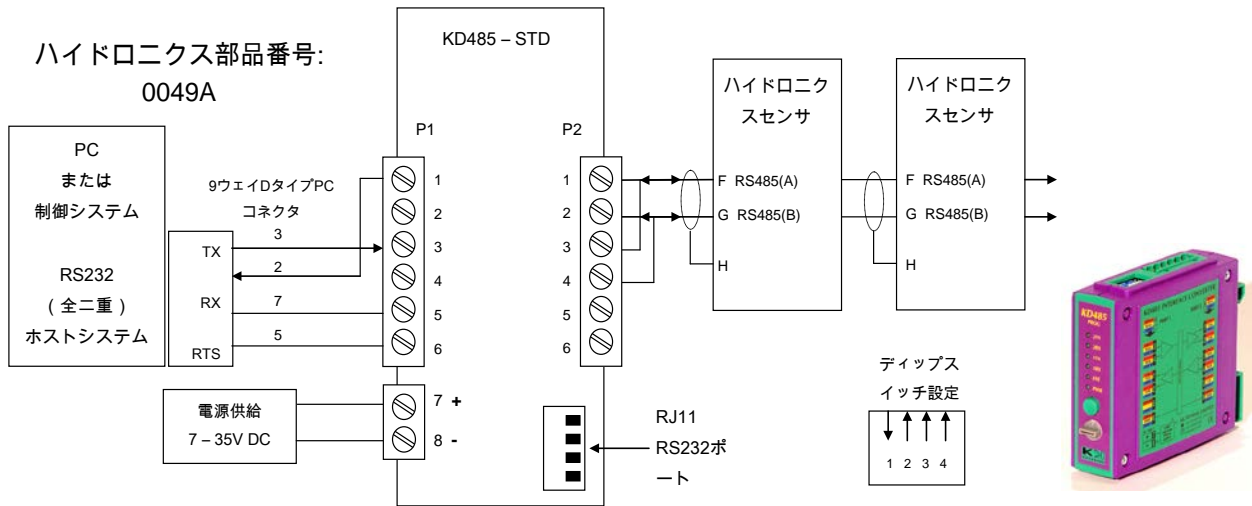 ハイドロニクス部品番号:
0049A
KD485 – STD
PC
または
制御システム
RS232
（全二重）
ホストシステム
9ウェイDタイプPC
コネクタ
TX
RX
RTS
3
2
7
5
P1
1
2
3
4
5
6
7 +
8 -
電源供給
7 – 35V DC
P2
1
2
3
4
5
6
ハイドロニク
スセンサ
F RS485(A)
G RS485(B)
H
ハイドロニク
スセンサ
F RS485(A)
G RS485(B)
H
RJ11
RS232ポ
ート
ディップス
イッチ設定
1 2 3 4
KD485